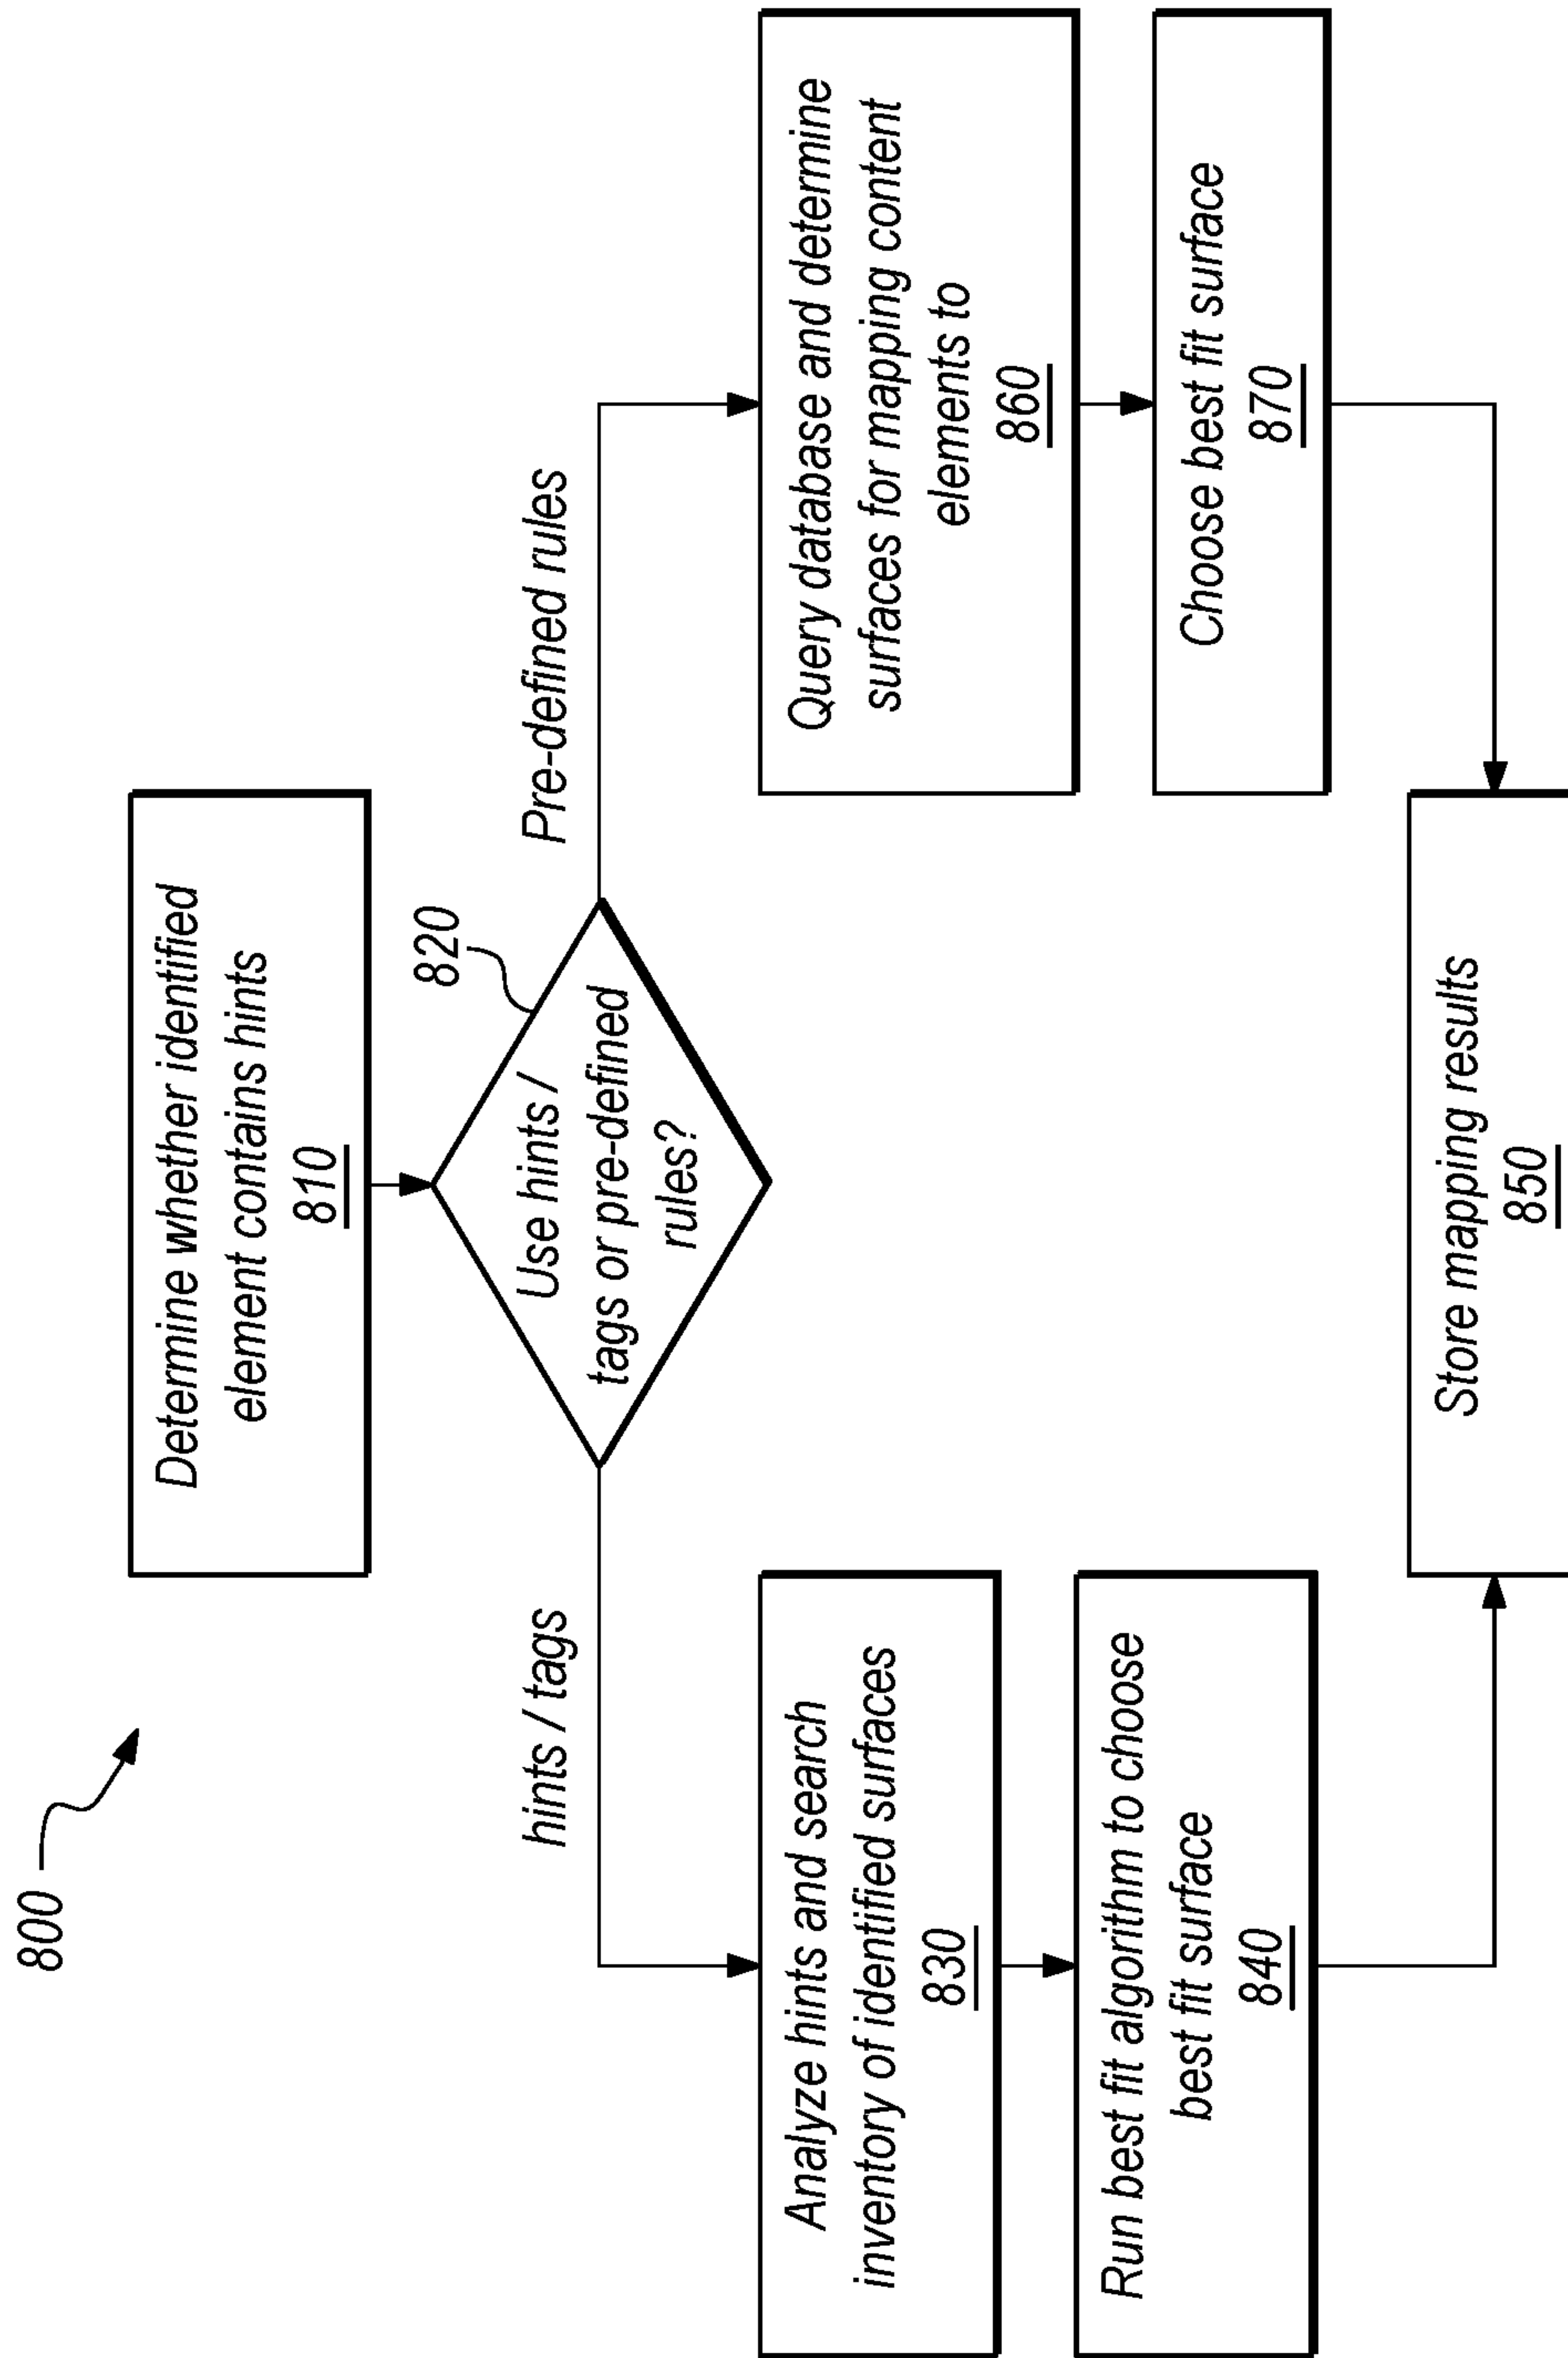 800
Determine whether identified
element contains hints
810
820
Use hints /
tags or pre-defined
rules?
hints / tags
Pre-defined rules
Analyze hints and search
inventory of identified surfaces
830
Run best fit algorithm to choose
best fit surface
840
Query database and determine
surfaces for mapping content
elements to
860
Choose best fit surface
870
Store mapping results
850